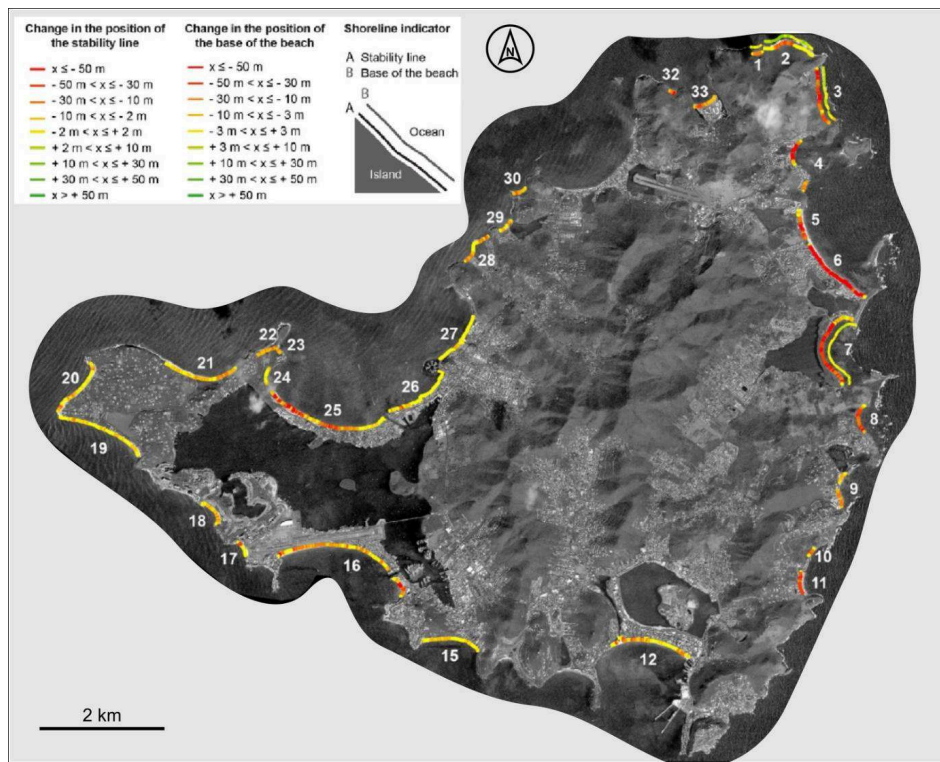 Change in the position of
the stability line
x ≤ - 50 m
- 50 m < x ≤ - 30 m
- 30 m < x ≤ - 10 m
- 10 m < x ≤ - 2 m
- 2 m < x ≤ + 2 m
+ 2 m < x ≤ + 10 m
+ 10 m < x ≤ + 30 m
+ 30 m < x ≤ + 50 m
x > + 50 m
Change in the position of
the base of the beach
x ≤ - 50 m
- 50 m < x ≤ - 30 m
- 30 m < x ≤ - 10 m
- 10 m < x ≤ - 3 m
- 3 m < x ≤ + 3 m
+ 3 m < x ≤ + 10 m
+ 10 m < x ≤ + 30 m
+ 30 m < x ≤ + 50 m
x > + 50 m
Shoreline indicator
A Stability line
B Base of the beach
B
A
Ocean
Island
N
1
2
32
33
3
4
30
29
5
28
6
27
22
23
7
21
24
20
26
25
8
19
9
18
17
16
10
11
15
12
2 km